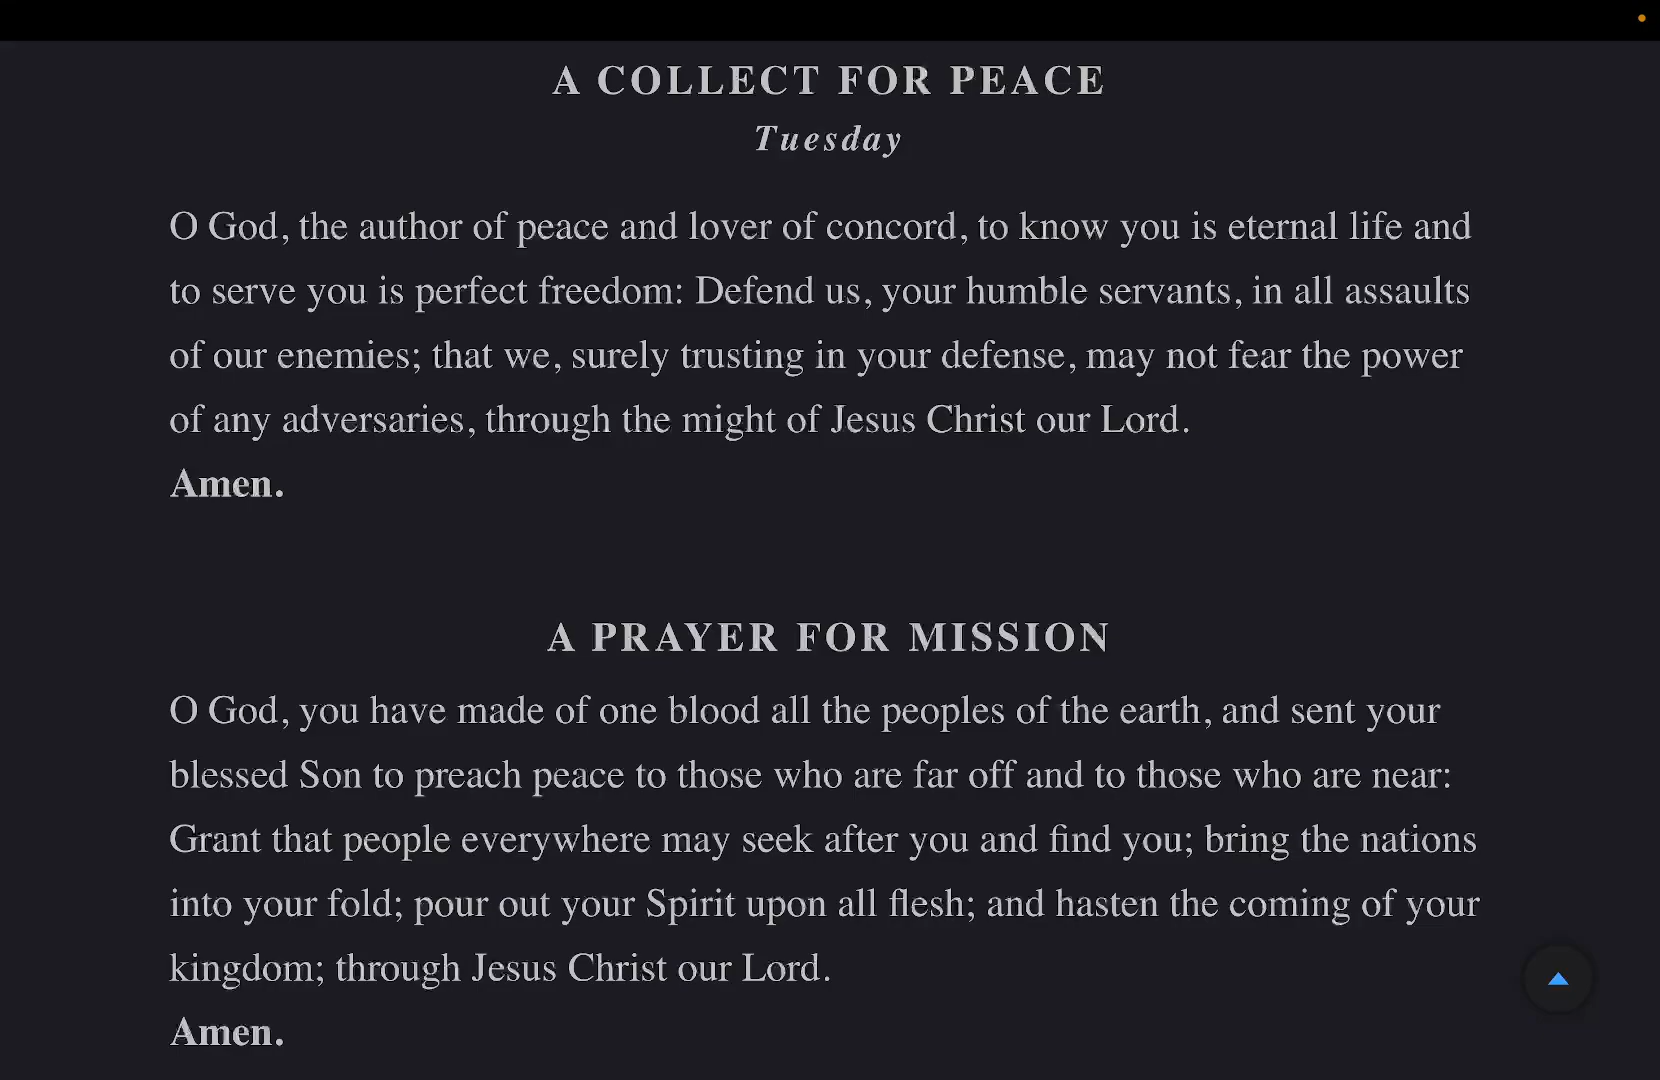 A COLLECT FOR PEACE
Tuesday
O God, the author of peace and lover of concord, to know you is eternal life and
to serve you is perfect freedom: Defend us, your humble servants, in all assaults
of our enemies; that we, surely trusting in your defense, may not fear the power
of any adversaries, through the might of Jesus Christ our Lord.
Amen.
A PRAYER FOR MISSION
O God, you have made of one blood all the peoples of the earth, and sent your
blessed Son to preach peace to those who are far off and to those who are near:
Grant that people everywhere may seek after you and find you; bring the nations
into your fold; pour out your Spirit upon all flesh; and hasten the coming of your
kingdom; through Jesus Christ our Lord.
Amen.